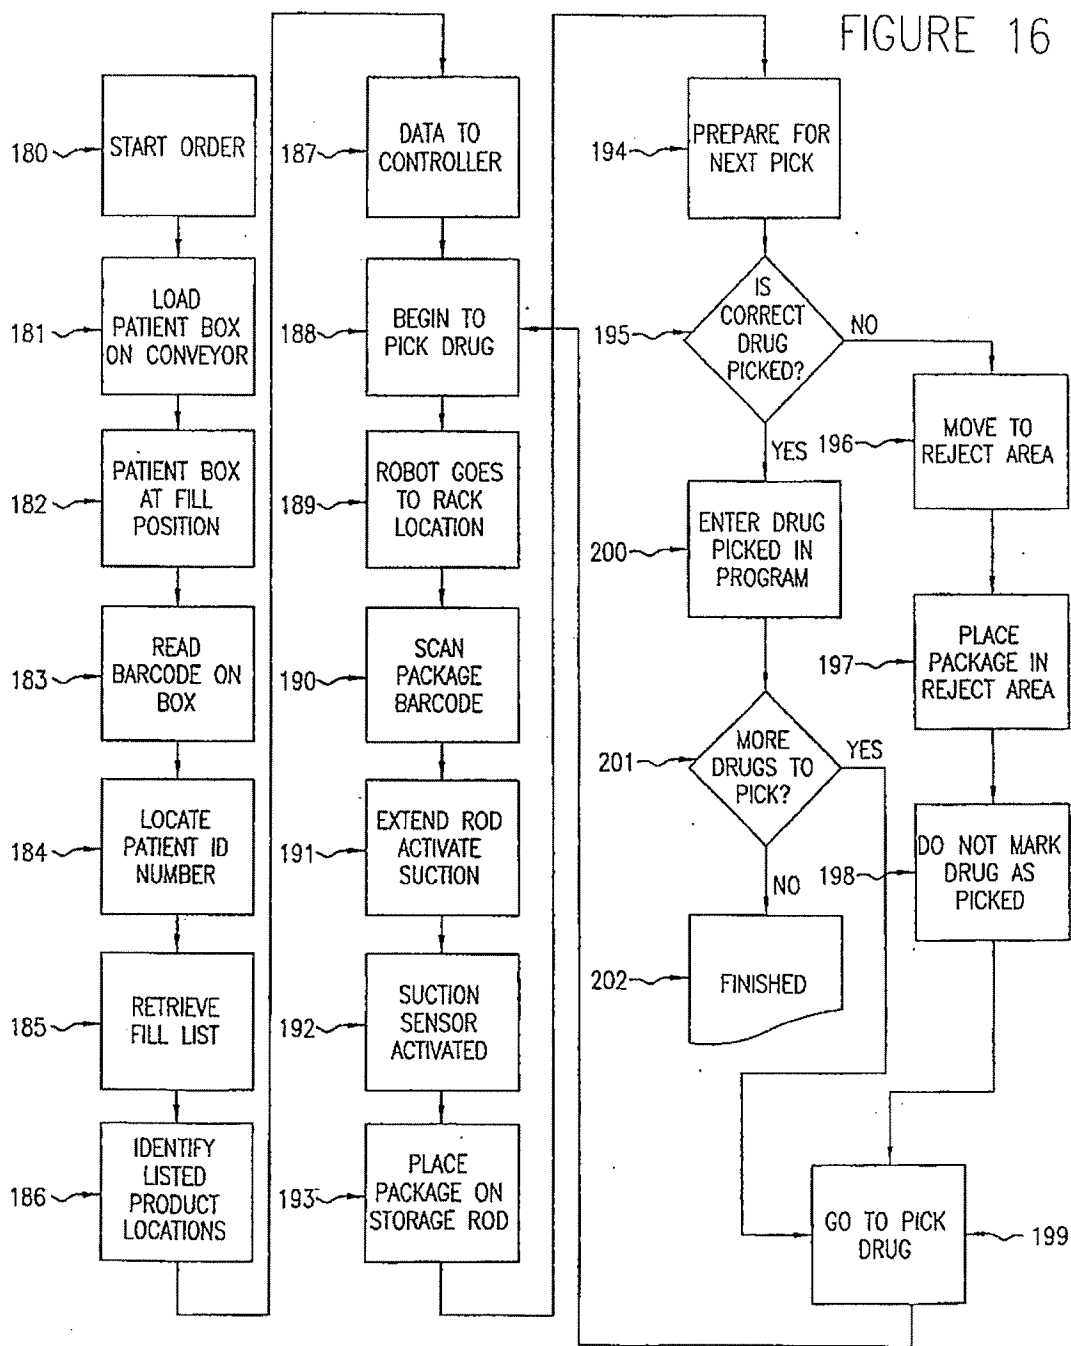 FIGURE 16
180
START ORDER
181
LOAD
PATIENT BOX
ON CONVEYOR
182
PATIENT BOX
AT FILL
POSITION
183
READ
BARCODE ON
BOX
184
LOCATE
PATIENT ID
NUMBER
185
RETRIEVE
FILL LIST
186
IDENTIFY
LISTED
PRODUCT
LOCATIONS
187
DATA TO
CONTROLLER
188
BEGIN TO
PICK DRUG
189
ROBOT GOES
TO RACK
LOCATION
190
SCAN
PACKAGE
BARCODE
191
EXTEND ROD
ACTIVATE
SUCTION
192
SUCTION
SENSOR
ACTIVATED
193
PLACE
PACKAGE ON
STORAGE ROD
194
PREPARE FOR
NEXT PICK
195
IS
CORRECT
DRUG
PICKED?
NO
YES
196
MOVE TO
REJECT AREA
197
PLACE
PACKAGE IN
REJECT AREA
198
DO NOT MARK
DRUG AS
PICKED
199
GO TO PICK
DRUG
200
ENTER DRUG
PICKED IN
PROGRAM
201
MORE
DRUGS TO
PICK?
YES
NO
202
FINISHED